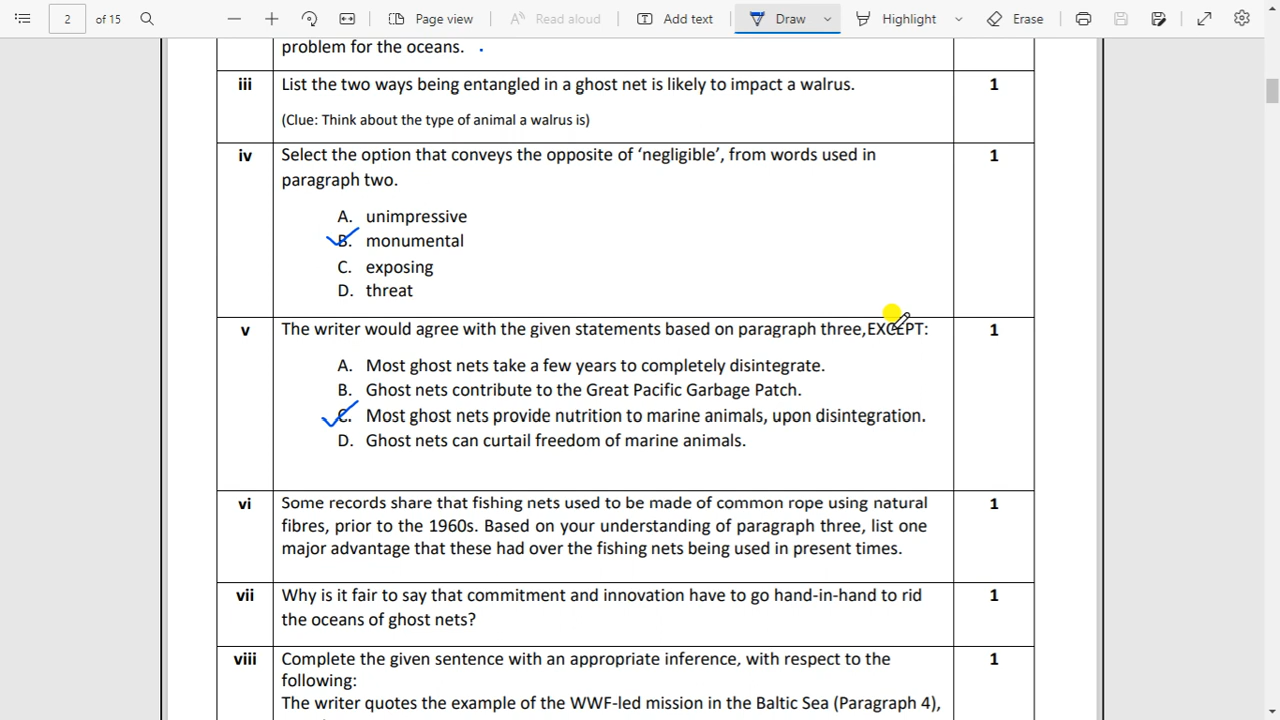 2 of 15 Page view Read aloud Add text Draw Highlight Erase
problem for the oceans.
iii List the two ways being entangled in a ghost net is likely to impact a walrus. 1
(Clue: Think about the type of animal a walrus is)
iv Select the option that conveys the opposite of ‘negligible’, from words used in 1
paragraph two.
A. unimpressive
B. monumental
C. exposing
D. threat
v The writer would agree with the given statements based on paragraph three,EXCEPT: 1
A. Most ghost nets take a few years to completely disintegrate.
B. Ghost nets contribute to the Great Pacific Garbage Patch.
C. Most ghost nets provide nutrition to marine animals, upon disintegration.
D. Ghost nets can curtail freedom of marine animals.
vi Some records share that fishing nets used to be made of common rope using natural 1
fibres, prior to the 1960s. Based on your understanding of paragraph three, list one
major advantage that these had over the fishing nets being used in present times.
vii Why is it fair to say that commitment and innovation have to go hand-in-hand to rid 1
the oceans of ghost nets?
viii Complete the given sentence with an appropriate inference, with respect to the 1
following:
The writer quotes the example of the WWF-led mission in the Baltic Sea (Paragraph 4),